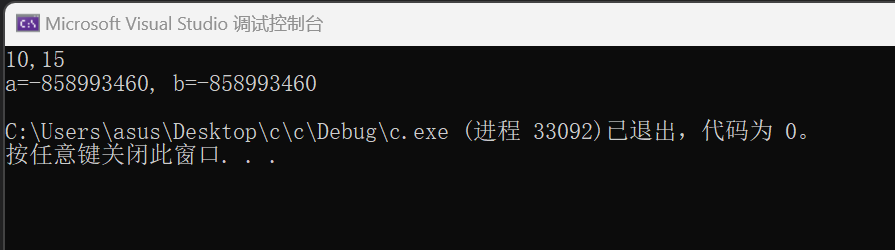 Microsoft Visual Studio 调试控制台
10,15
a=-858993460, b=-858993460
C:\Users\asus\Desktop\c\c\Debug\c.exe (进程 33092)已退出，代码为 0。
按任意键关闭此窗口. . .